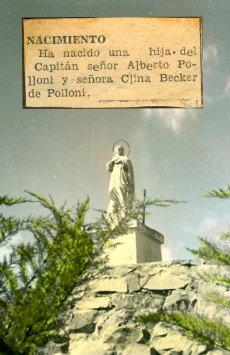 NACIMIENTO
Ha nacido una hija del
Capitán señor Alberto Po-
lloni y señora Clina Becker
de Polloni.